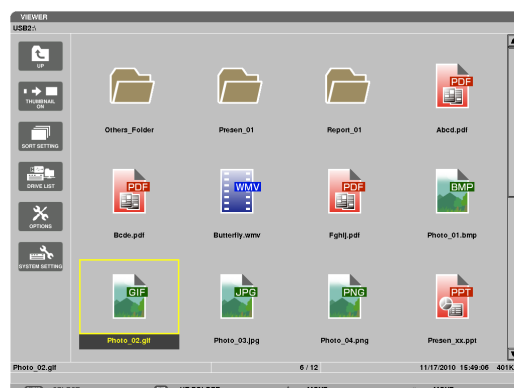 VIEWER
USB2:\
UP
THUMBNAIL
ON
SORT SETTING
DRIVE LIST
OPTIONS
SYSTEM SETTING
PDF
Others_Folder
Presen_01
Report_01
Abcd.pdf
PDF
WMV
PDF
BMP
Bcde.pdf
Butterfly.wmv
Fghij.pdf
Photo_01.bmp
GIF
JPG
PNG
PPT
Photo_02.gif
Photo_03.jpg
Photo_04.png
Presen_xx.ppt
Photo_02.gif
6 / 12
11/17/2010 15:49:06 401K